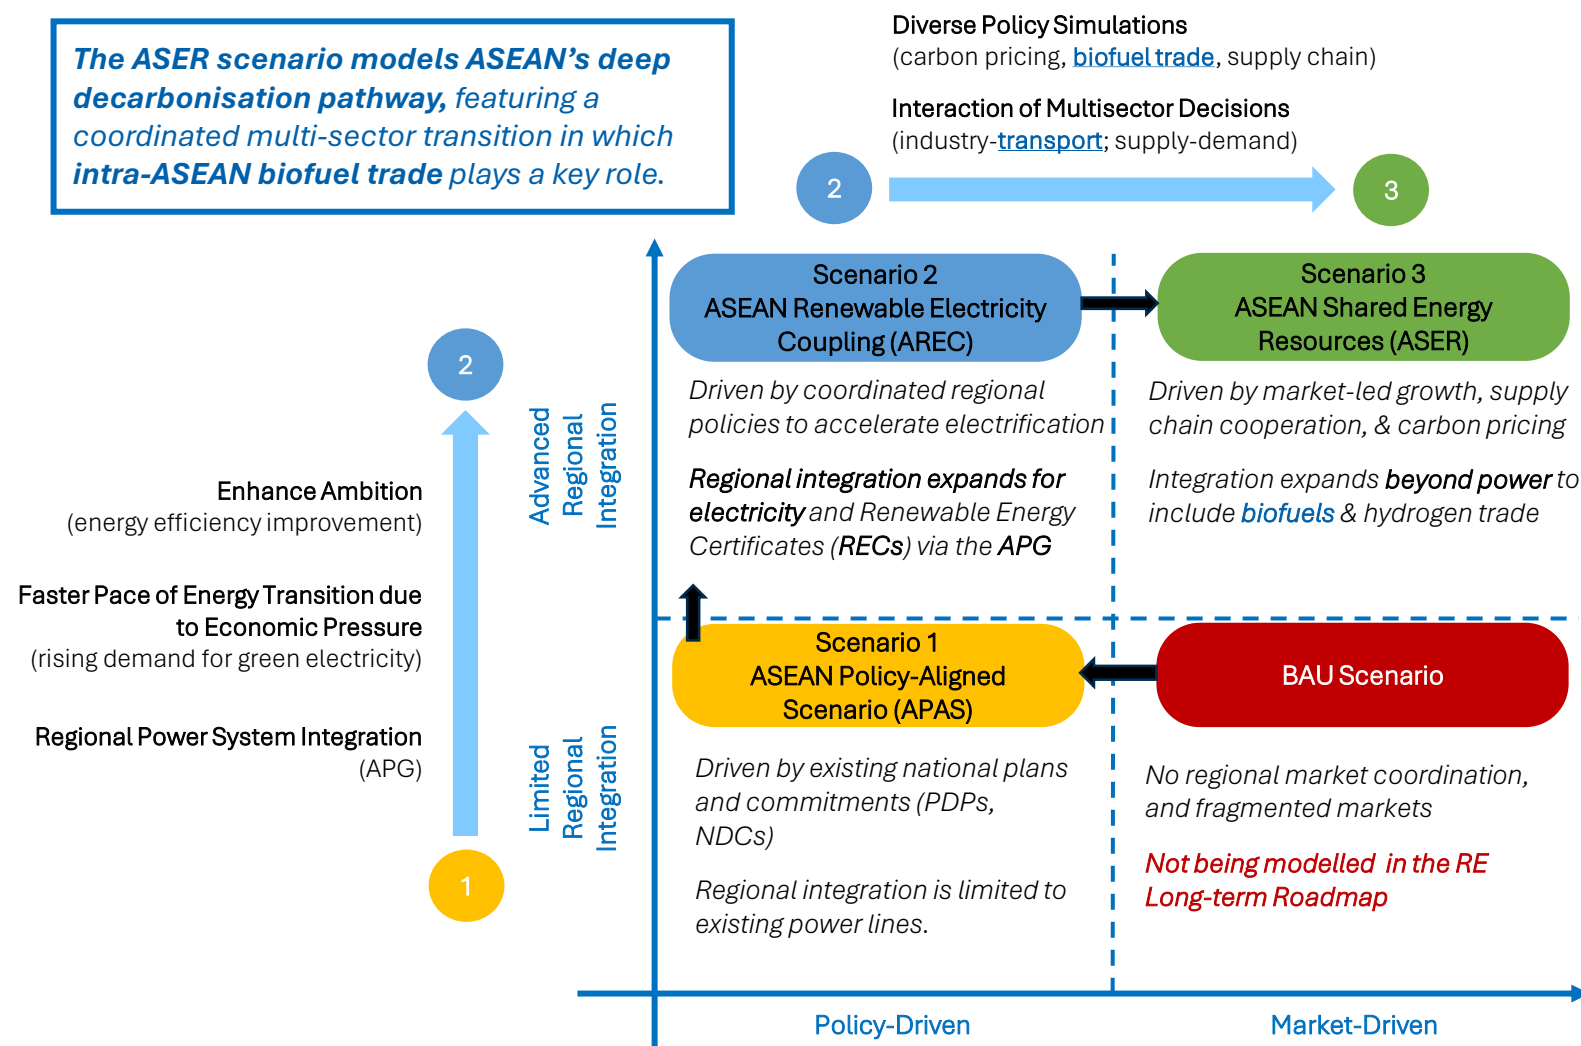 The ASER scenario models ASEAN’s deep
decarbonisation pathway, featuring a
coordinated multi-sector transition in which
intra-ASEAN biofuel trade plays a key role.
Diverse Policy Simulations
(carbon pricing, biofuel trade, supply chain)
Interaction of Multisector Decisions
(industry-transport; supply-demand)
2
3
Scenario 2
ASEAN Renewable Electricity
Coupling (AREC)
Driven by coordinated regional
policies to accelerate electrification
Regional integration expands for
electricity and Renewable Energy
Certificates (RECs) via the APG
Scenario 3
ASEAN Shared Energy
Resources (ASER)
Driven by market-led growth, supply
chain cooperation, & carbon pricing
Integration expands beyond power to
include biofuels & hydrogen trade
2
Enhance Ambition
(energy efficiency improvement)
Faster Pace of Energy Transition due
to Economic Pressure
(rising demand for green electricity)
Regional Power System Integration
(APG)
1
Advanced
Regional
Integration
Limited
Regional
Integration
Scenario 1
ASEAN Policy-Aligned
Scenario (APAS)
Driven by existing national plans
and commitments (PDPs,
NDCs)
Regional integration is limited to
existing power lines.
BAU Scenario
No regional market coordination,
and fragmented markets
Not being modelled in the RE
Long-term Roadmap
Policy-Driven
Market-Driven